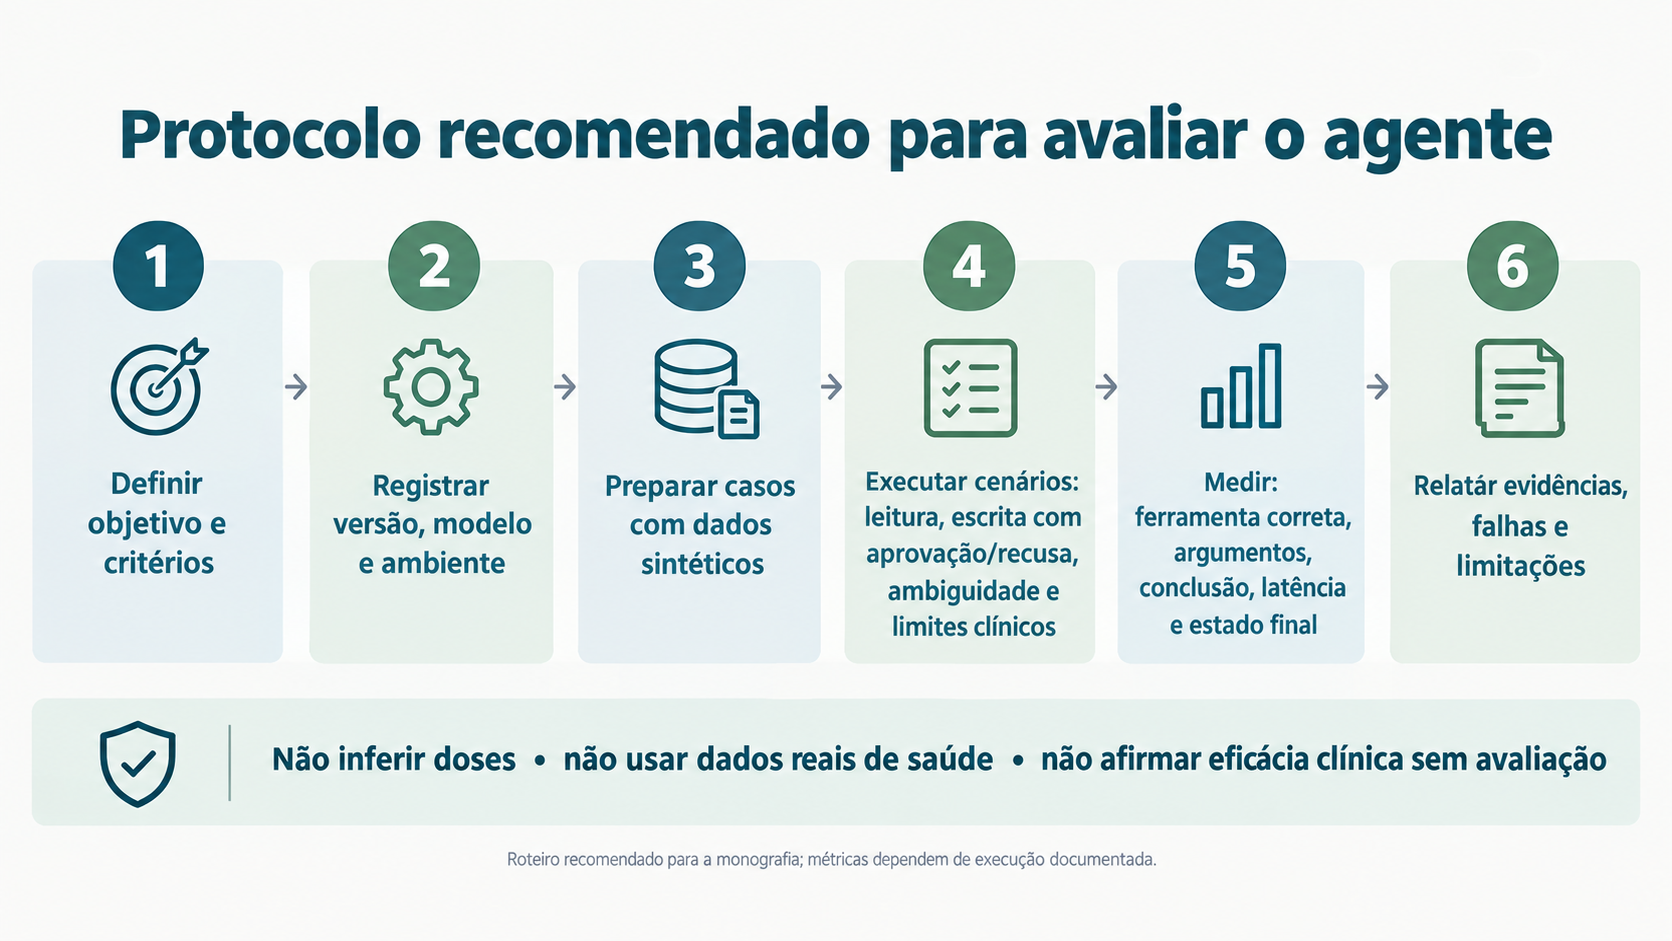 Protocolo recomendado para avaliar o agente
1
Definir
objetivo e
critérios
2
Registrar
versão, modelo
e ambiente
3
Preparar casos
com dados
sintéticos
4
Executar cenários:
leitura, escrita com
aprovação/recusa,
ambiguidade e
limites clínicos
5
Medir:
ferramenta correta,
argumentos,
conclusão, latência
e estado final
6
Relatár evidências,
falhas e
limitações
Não inferir doses • não usar dados reais de saúde • não afirmar eficácia clínica sem avaliação
Roteiro recomendado para a monografia; métricas dependem de execução documentada.